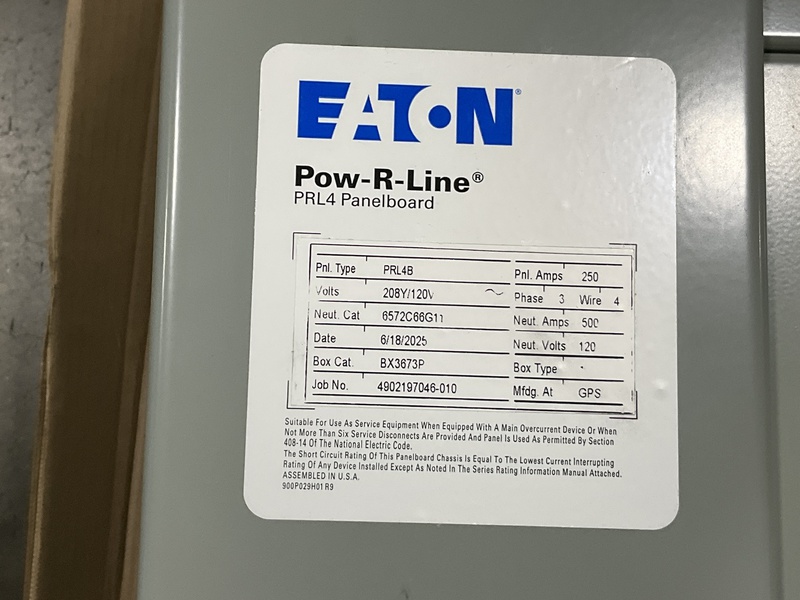 EATON®
Pow-R-Line®
PRL4 Panelboard
Pnl. Type PRL4B Pnl. Amps 250
Volts 208Y/120V ~ Phase 3 Wire 4
Neut. Cat 6572C66G11 Neut. Amps 500
Date 6/18/2025 Neut. Volts 120
Box Cat. BX3673P Box Type -
Job No. 4902197046-010 Mfdg. At GPS
Suitable For Use As Service Equipment When Equipped With A Main Overcurrent Device Or When
Not More Than Six Service Disconnects Are Provided And Panel Is Used As Permitted By Section
408-14 Of The National Electric Code.
The Short Circuit Rating Of This Panelboard Chassis Is Equal To The Lowest Current Interrupting
Rating Of Any Device Installed Except As Noted In The Series Rating Information Manual Attached.
ASSEMBLED IN U.S.A.
900P029H01 R9